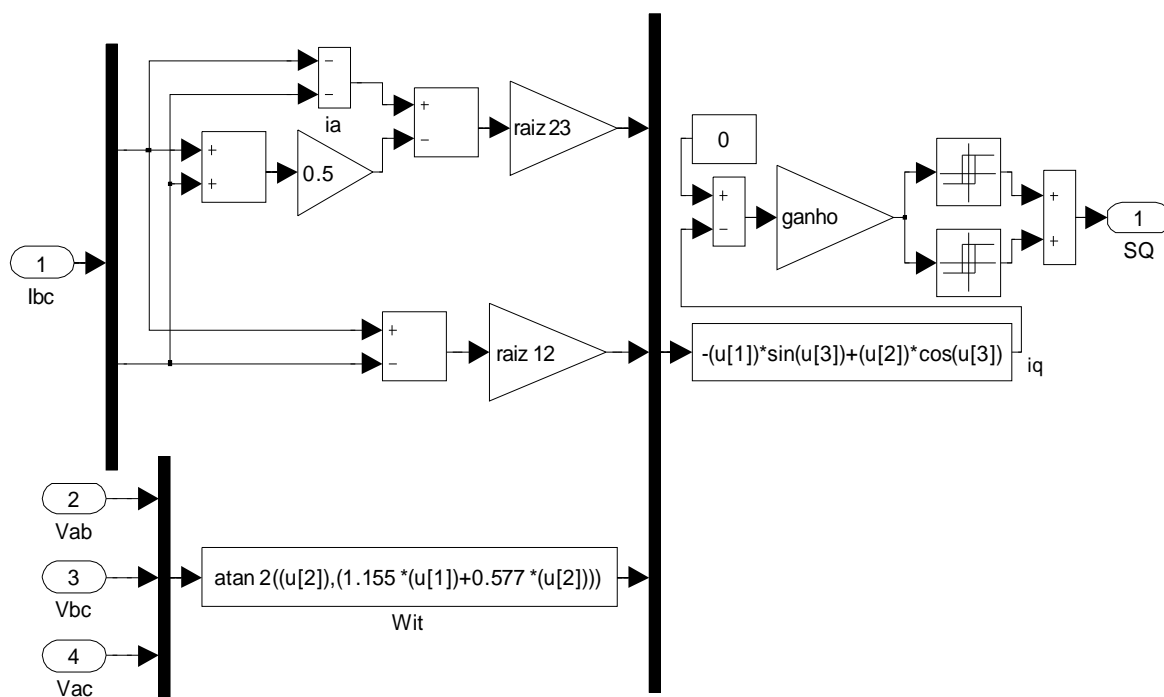 −
−
ia
+
−
raiz 23
+
+
0.5
0
+
−
ganho
+
+
1
SQ
1
Ibc
+
−
raiz 12
-(u[1])*sin(u[3])+(u[2])*cos(u[3])
iq
2
Vab
3
Vbc
atan 2((u[2]),(1.155 *(u[1])+0.577 *(u[2])))
Wit
4
Vac